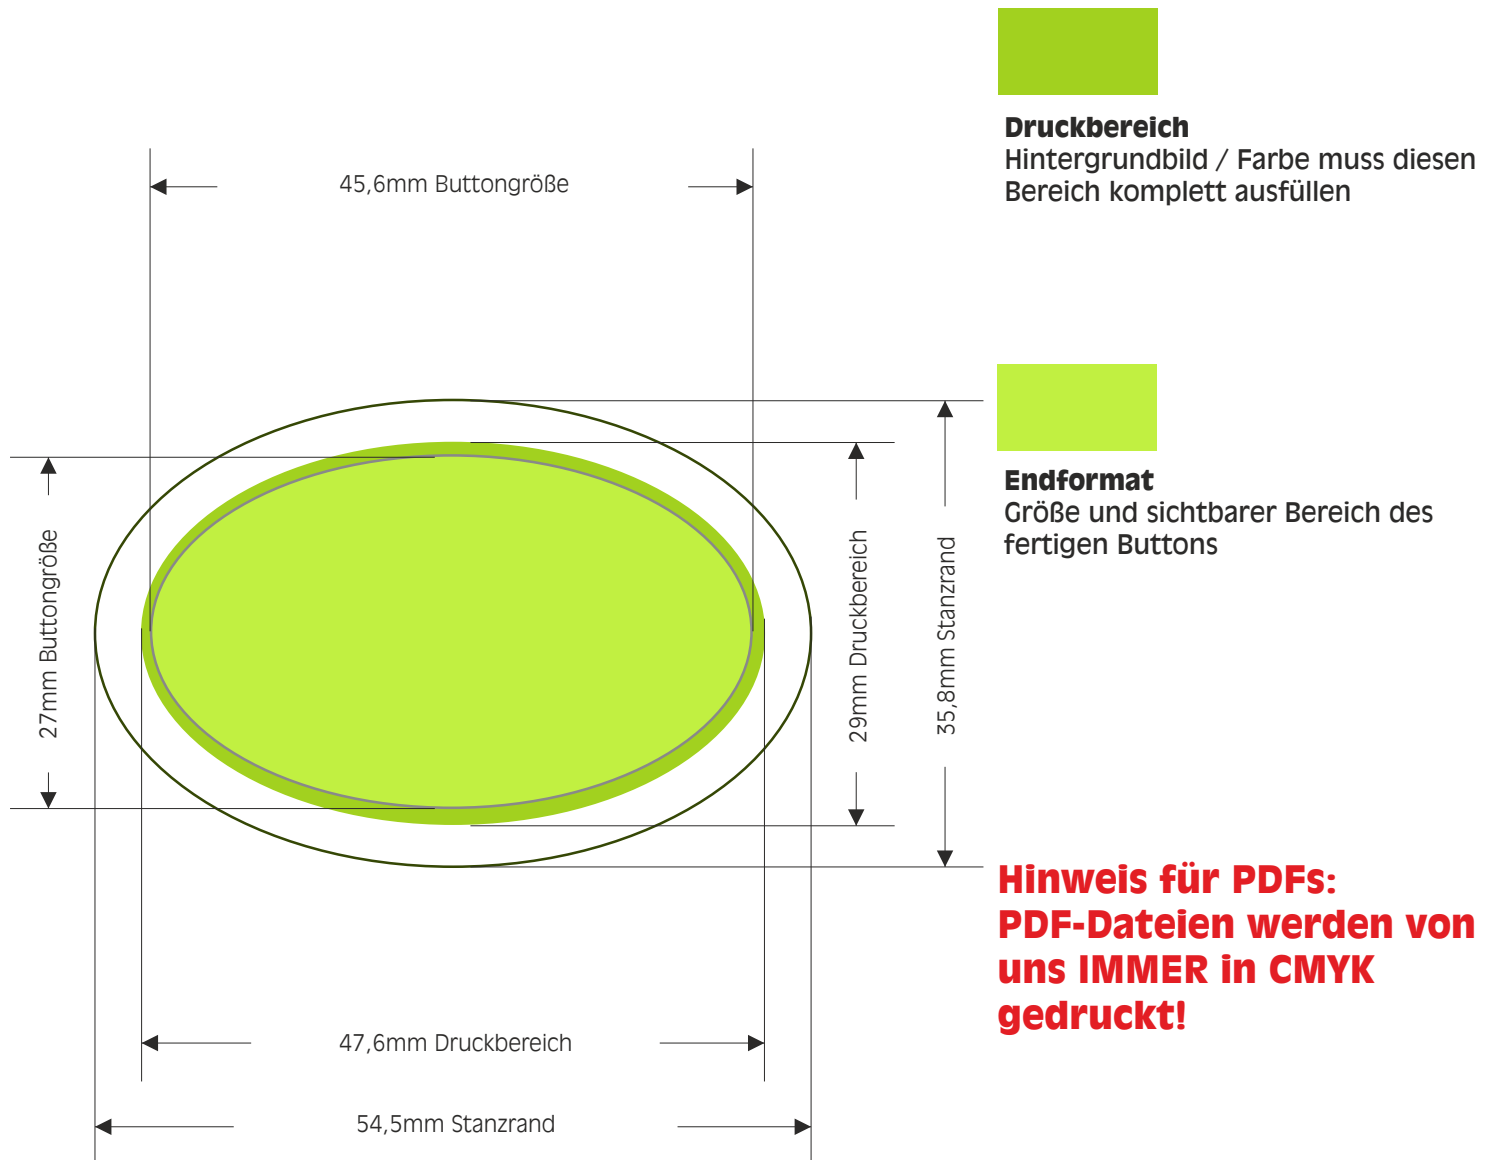 Druckbereich
Hintergrundbild / Farbe muss diesen
Bereich komplett ausfüllen
45,6mm Buttongröße
Endformat
Größe und sichtbarer Bereich des
fertigen Buttons
27mm Buttongröße
29mm Druckbereich
35,8mm Stanzrand
Hinweis für PDFs:
PDF-Dateien werden von
uns IMMER in CMYK
gedruckt!
47,6mm Druckbereich
54,5mm Stanzrand